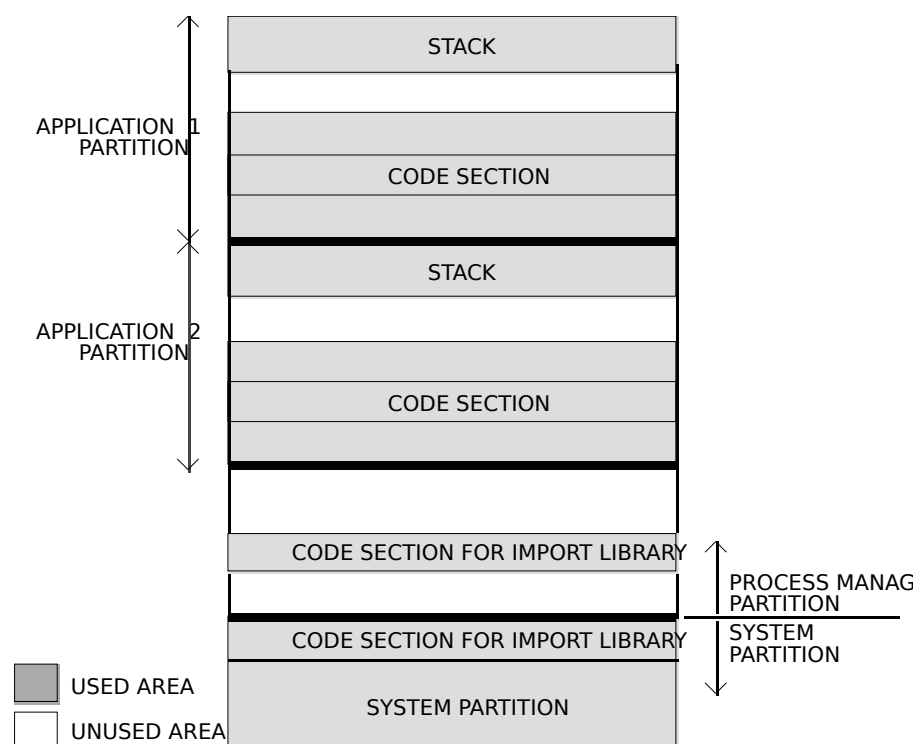 STACK
APPLICATION 1
PARTITION
CODE SECTION
STACK
APPLICATION 2
PARTITION
CODE SECTION
CODE SECTION FOR IMPORT LIBRARY
PROCESS MANAG
PARTITION
CODE SECTION FOR IMPORT LIBRARY
SYSTEM
PARTITION
USED AREA
SYSTEM PARTITION
UNUSED AREA